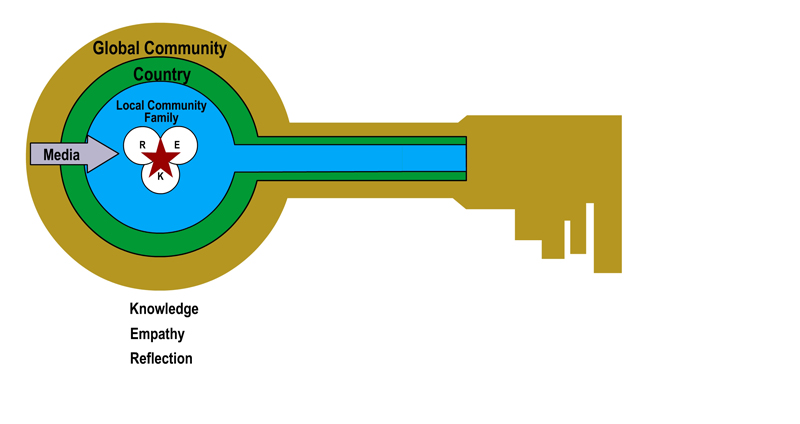 Global Community
Country
Local Community
Family
R
E
Media
K
Knowledge
Empathy
Reflection